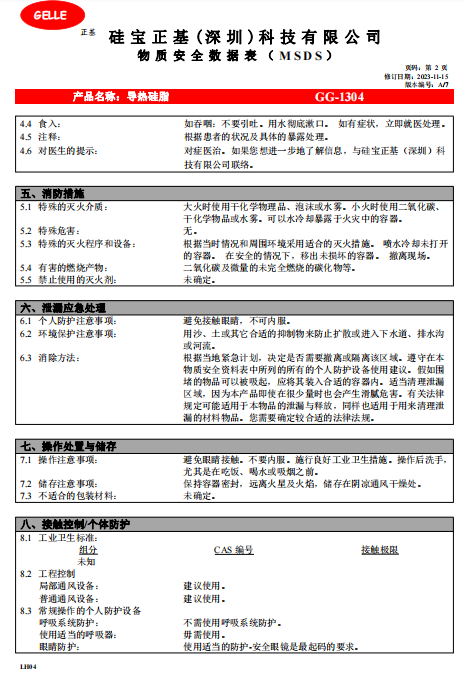 GELLE
正基
硅宝正基(深圳)科技有限公司
物质安全数据表（MSDS）
页码：第 2 页
修订日期：2023-11-15
版本编号：A/7
产品名称：导热硅脂 GG-1304
4.4 食入： 如吞咽：不要引吐。用水彻底漱口。 如有症状，立即就医处理。
4.5 注释： 根据患者的状况及具体的暴露处理。
4.6 对医生的提示： 对症医治。如果您想进一步地了解信息，与硅宝正基（深圳）科
技有限公司联络。
五、消防措施
5.1 特殊的灭火介质： 大火时使用干化学物理品、泡沫或水雾。小火时使用二氧化碳、
干化学物品或水雾。可以水冷却暴露于火灾中的容器。
5.2 特殊危害： 无。
5.3 特殊的灭火程序和设备： 根据当时情况和周围环境采用适合的灭火措施。 喷水冷却未打开
的容器。 在安全的情况下，移出未损坏的容器。 撤离现场。
5.4 有害的燃烧产物： 二氧化碳及微量的未完全燃烧的碳化物等。
5.5 禁止使用的灭火剂： 未确定。
六、泄漏应急处理
6.1 个人防护注意事项： 避免接触眼睛，不可内服。
6.2 环境保护注意事项： 用沙、土或其它合适的抑制物来防止扩散或进入下水道、排水沟
或河流。
6.3 消除方法： 根据当地紧急计划，决定是否需要撤离或隔离该区域。遵守在本
物质安全资料表中所列的所有的个人防护设备使用建议。假如围
堵的物品可以被吸起，应将其装入合适的容器内。适当清理泄漏
区域，因为本产品即使在很少量时也会产生滑腻危害。有关法律
规定可能适用于本物品的泄漏与释放，同样也适用于用来清理泄
漏的材料物品。您需要确定较合适的法律法规。
七、操作处置与储存
7.1 操作注意事项： 避免眼睛接触。不要内服。施行良好工业卫生措施。操作后洗手，
尤其是在吃饭、喝水或吸烟之前。
7.2 储存注意事项： 保持容器密封，远离火星及火焰，储存在阴凉通风干燥处。
7.3 不适合的包装材料： 未确定。
八、接触控制/个体防护
8.1 工业卫生标准：
组分 CAS 编号 接触极限
未知
8.2 工程控制
局部通风设备： 建议使用。
普通通风设备： 建议使用。
8.3 常规操作的个人防护设备
呼吸系统防护： 不需使用呼吸系统防护。
使用适当的呼吸器： 毋需使用。
眼睛防护： 使用适当的防护-安全眼镜是最起码的要求。
LH04